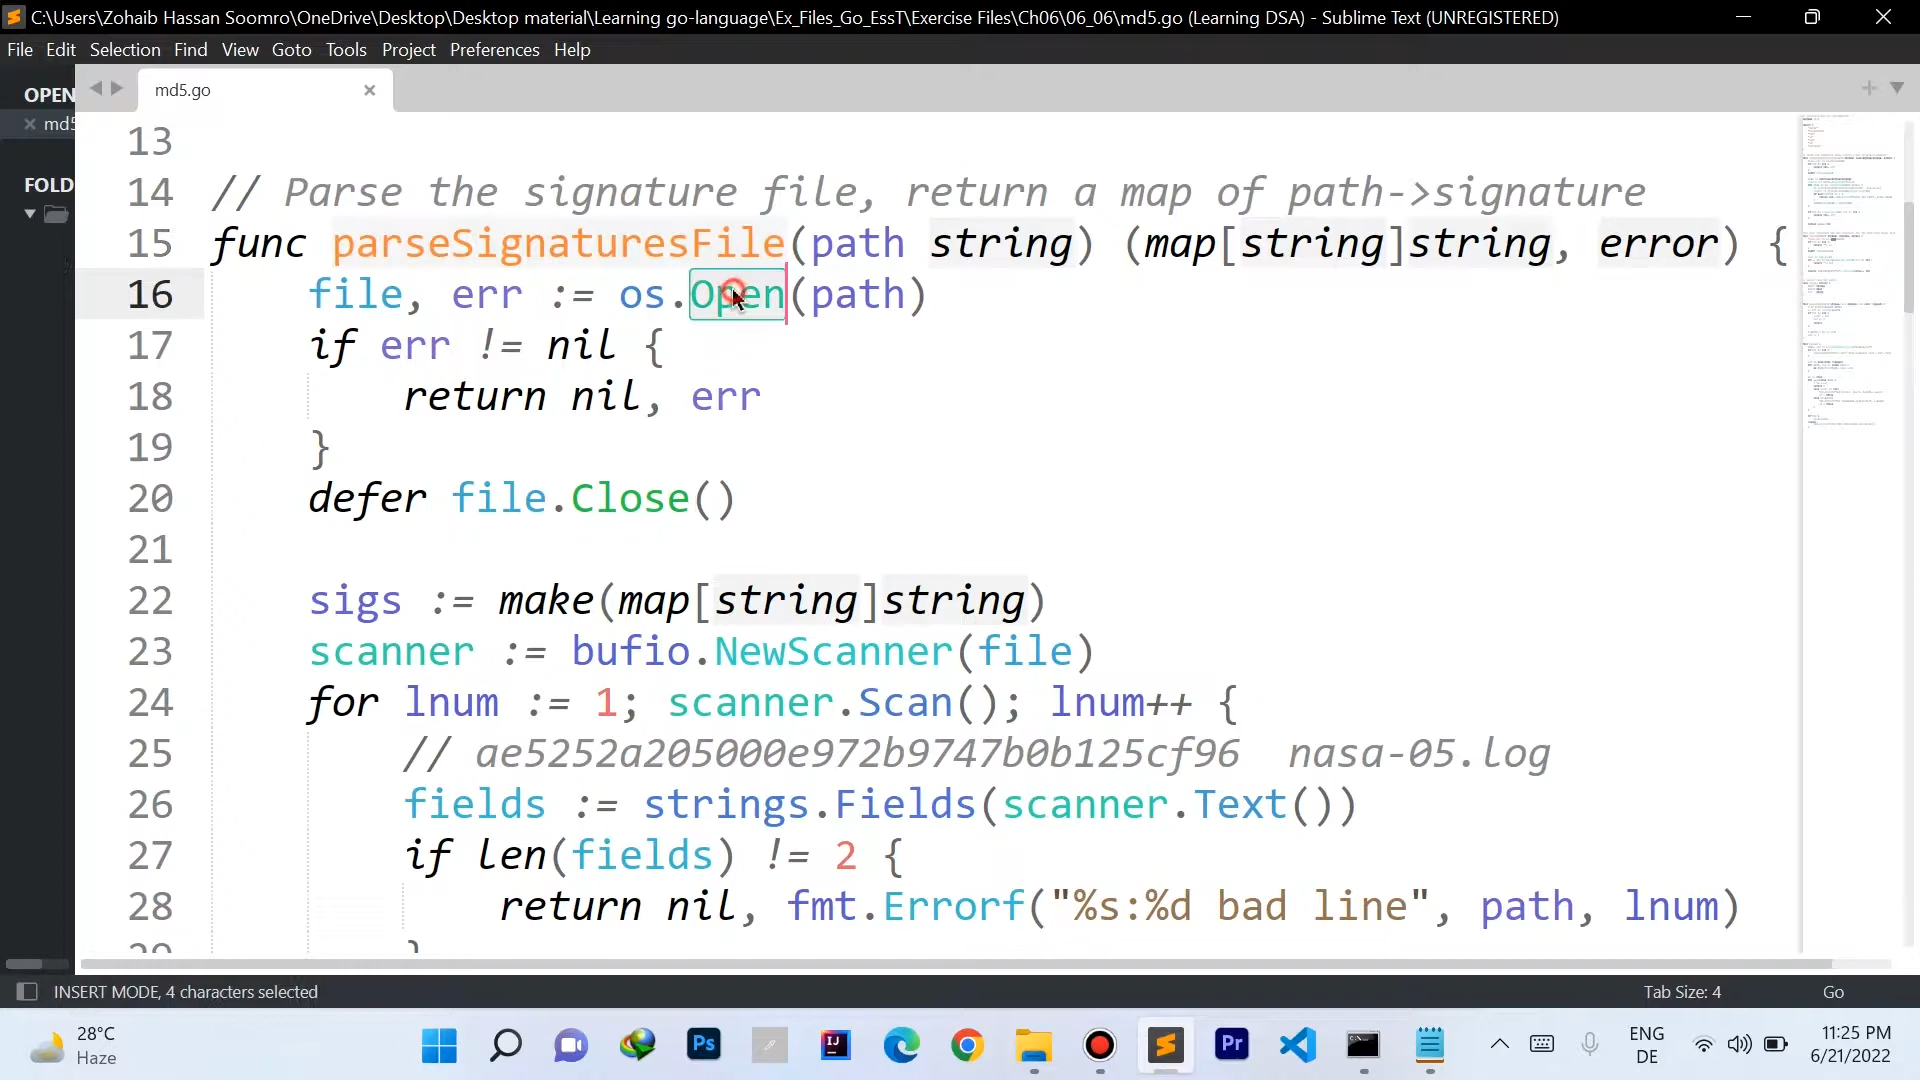 C:\Users\Zohaib Hassan Soomro\OneDrive\Desktop\Desktop material\Learning go-language\Ex_Files_Go_EssT\Exercise Files\Ch06\06_06\md5.go (Learning DSA) - Sublime Text (UNREGISTERED)
File Edit Selection Find View Goto Tools Project Preferences Help
OPEN
md5.go
md5
FOLD
13
14 // Parse the signature file, return a map of path->signature
15 func parseSignaturesFile(path string) (map[string]string, error) {
16 file, err := os.Open(path)
17 if err != nil {
18 return nil, err
19 }
20 defer file.Close()
21
22 sigs := make(map[string]string)
23 scanner := bufio.NewScanner(file)
24 for lnum := 1; scanner.Scan(); lnum++ {
25 // ae5252a205000e972b9747b0b125cf96  nasa-05.log
26 fields := strings.Fields(scanner.Text())
27 if len(fields) != 2 {
28 return nil, fmt.Errorf("%s:%d bad line", path, lnum)
29 }
INSERT MODE, 4 characters selected
Tab Size: 4
Go
28°C
Haze
Ps
IJ
Pr
ENG
DE
11:25 PM
6/21/2022